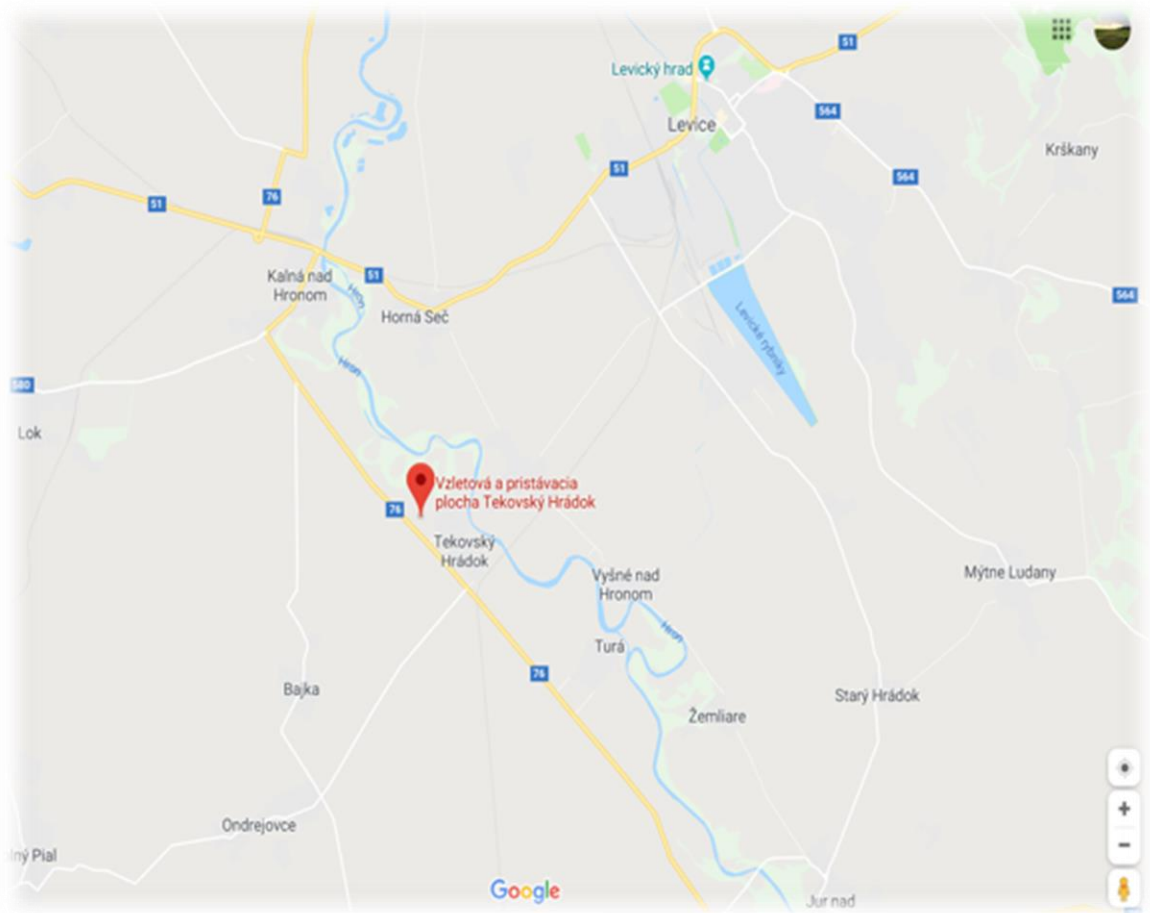 51
Levický hrad
564
Levice
Krškany
51
564
76
51
Kalná nad
Hronom
51
Hron
564
Horná Seč
Levické rybníky
Hron
580
Lok
Vzletová a pristávacia
plocha Tekovský Hrádok
76
Tekovský
Hrádok
Vyšné nad
Hronom
Mýtne Ludany
Hron
Turá
76
Bajka
Starý Hrádok
Žemliare
Ondrejovce
Pial
Google
Jur nad